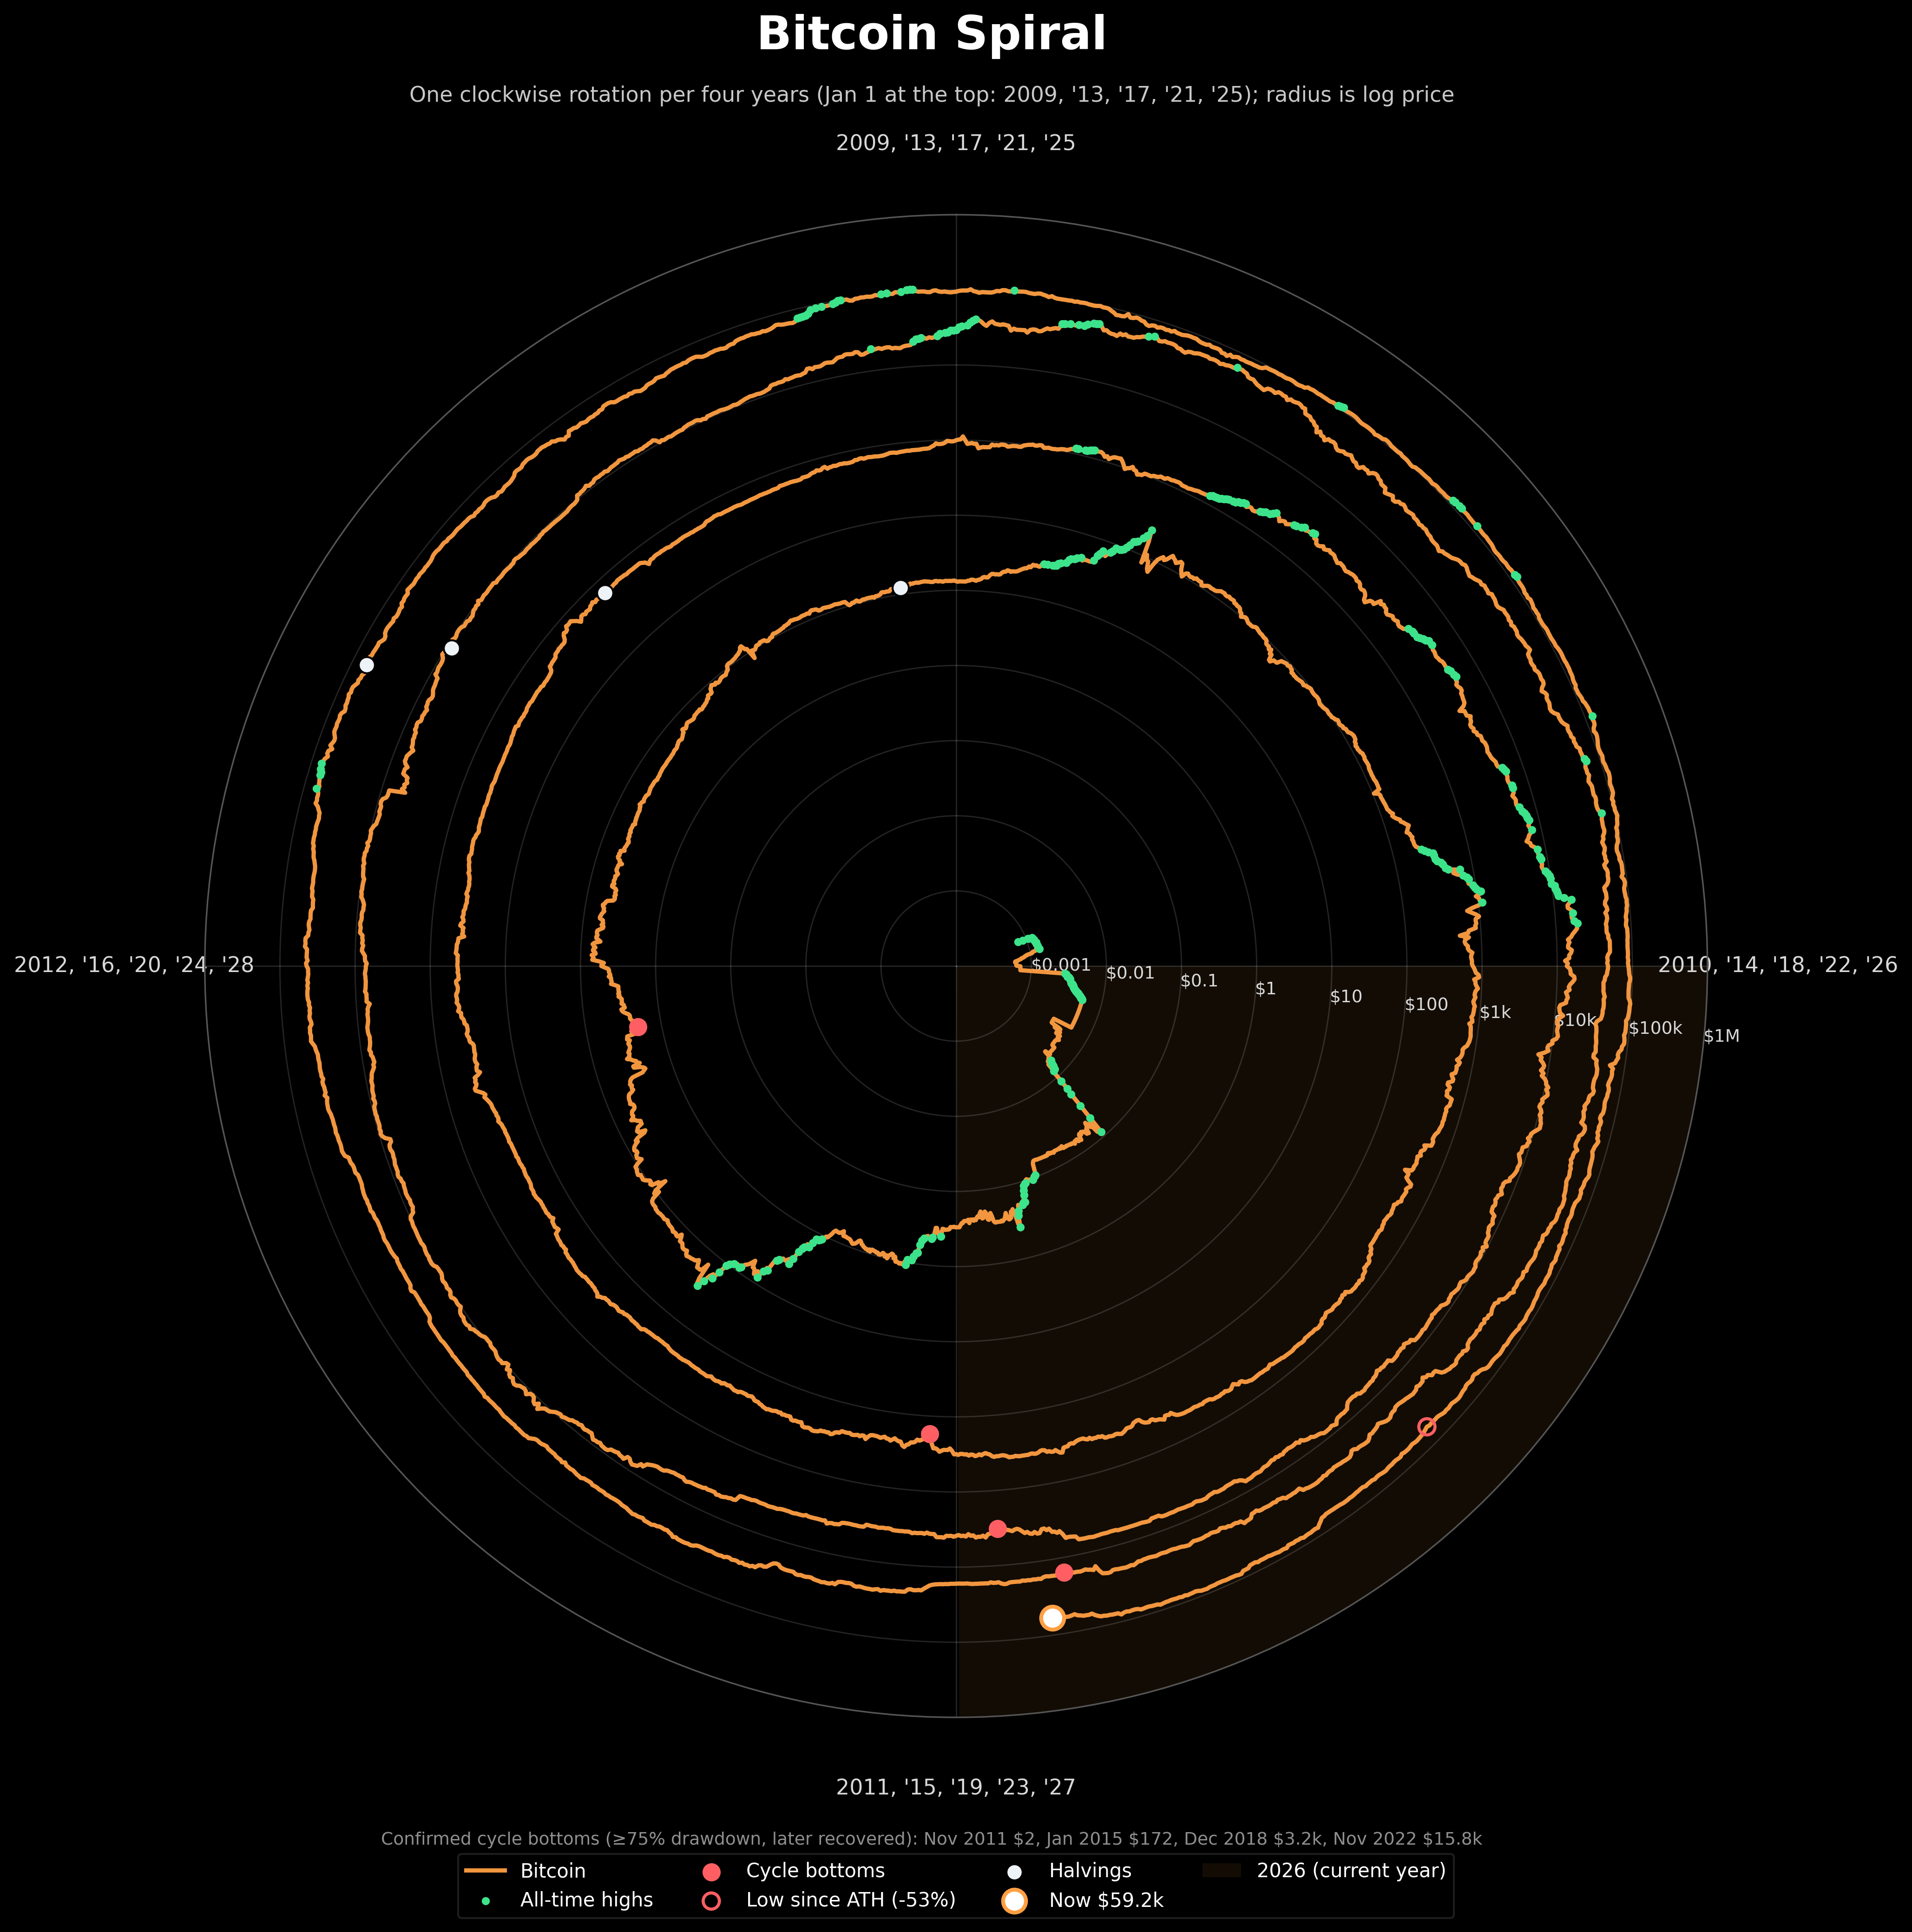 Bitcoin Spiral
One clockwise rotation per four years (Jan 1 at the top: 2009, '13, '17, '21, '25); radius is log price
2009, '13, '17, '21, '25
2012, '16, '20, '24, '28
2010, '14, '18, '22, '26
$0.001
$0.01
$0.1
$1
$10
$100
$1k
$10k
$100k
$1M
2011, '15, '19, '23, '27
Confirmed cycle bottoms (≥75% drawdown, later recovered): Nov 2011 $2, Jan 2015 $172, Dec 2018 $3.2k, Nov 2022 $15.8k
Bitcoin
Cycle bottoms
Halvings
2026 (current year)
All-time highs
Low since ATH (-53%)
Now $59.2k